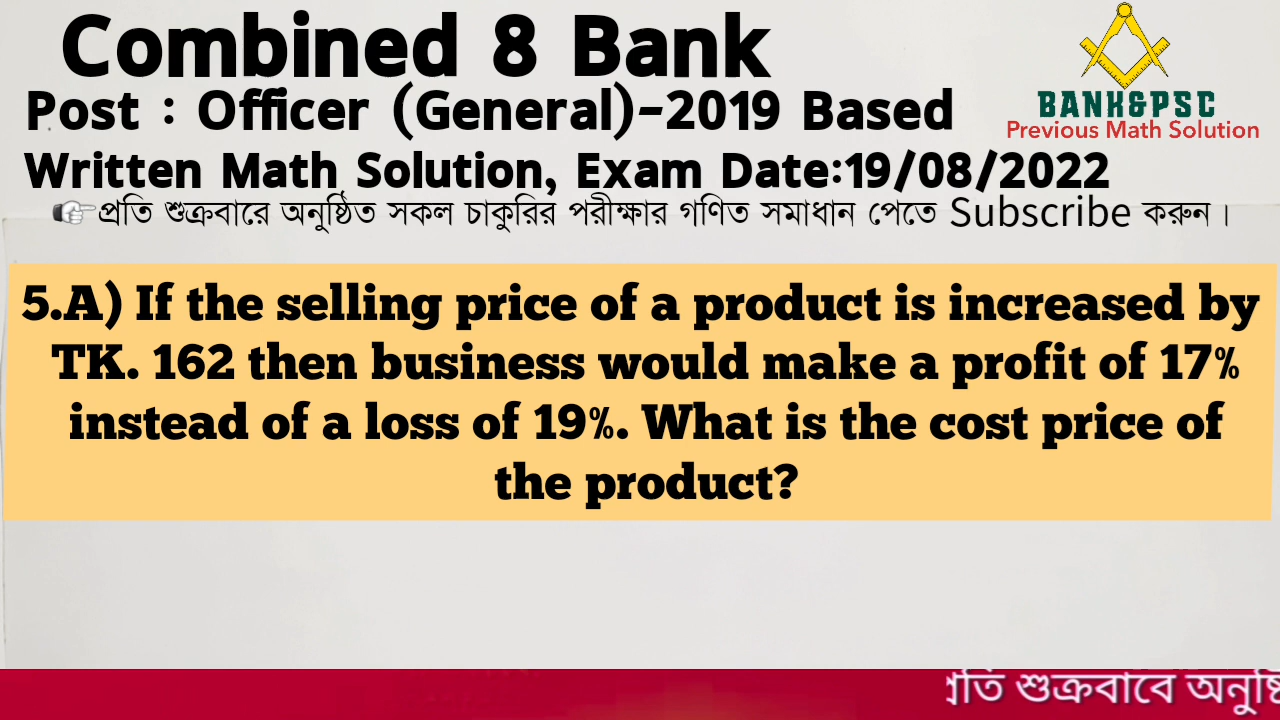 Combined 8 Bank
Post : Officer (General)-2019 Based
BANK&PSC
Previous Math Solution
Written Math Solution, Exam Date:19/08/2022
👉প্রতি শুক্রবারে অনুষ্ঠিত সকল চাকুরির পরীক্ষার গণিত সমাধান পেতে Subscribe করুন।
5.A) If the selling price of a product is increased by
TK. 162 then business would make a profit of 17%
instead of a loss of 19%. What is the cost price of
the product?
প্রতি শুক্রবাবে